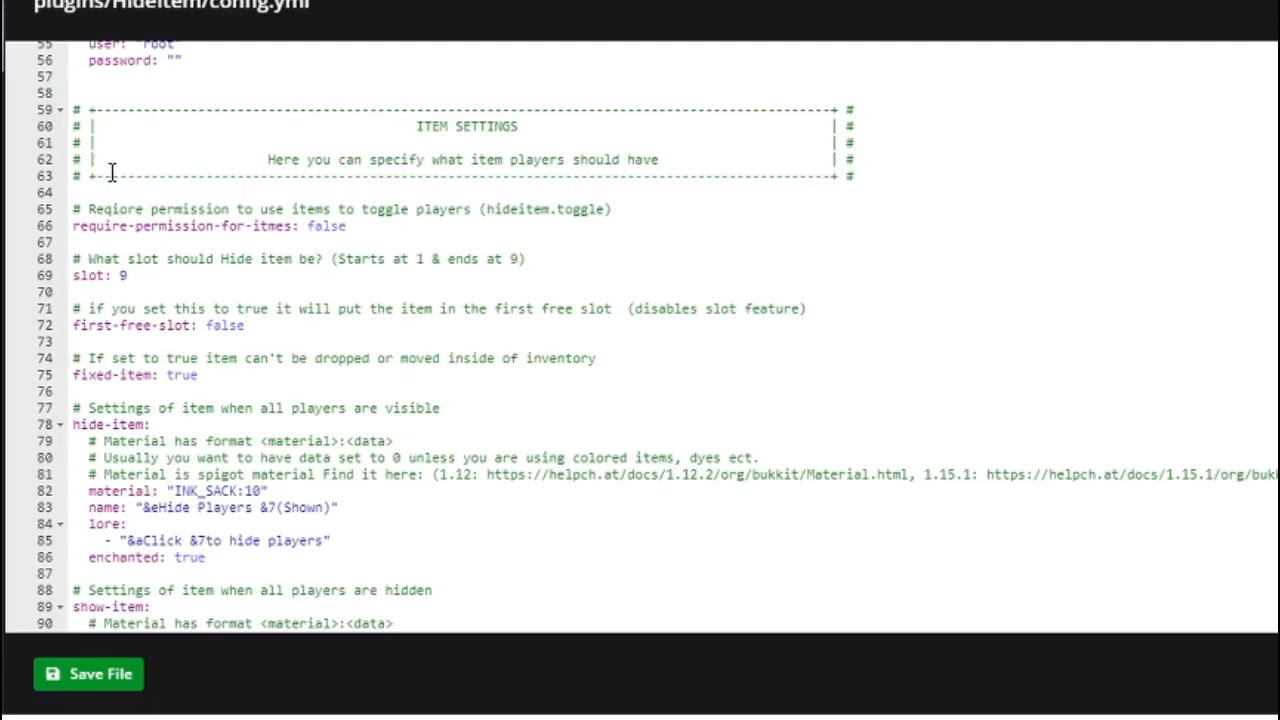 plugins/HideItem/config.yml
55 user: "root"
56 password: ""
57
58
59 # +-----------------------------------------------------------------------------------------+ #
60 # | ITEM SETTINGS | #
61 # | | #
62 # | Here you can specify what item players should have | #
63 # +-----------------------------------------------------------------------------------------+ #
64
65 # Reqiore permission to use items to toggle players (hideitem.toggle)
66 require-permission-for-itmes: false
67
68 # What slot should Hide item be? (Starts at 1 & ends at 9)
69 slot: 9
70
71 # if you set this to true it will put the item in the first free slot  (disables slot feature)
72 first-free-slot: false
73
74 # If set to true item can't be dropped or moved inside of inventory
75 fixed-item: true
76
77 # Settings of item when all players are visible
78 hide-item:
79 # Material has format <material>:<data>
80 # Usually you want to have data set to 0 unless you are using colored items, dyes ect.
81 # Material is spigot material Find it here: (1.12: https://helpch.at/docs/1.12.2/org/bukkit/Material.html, 1.15.1: https://helpch.at/docs/1.15.1/org/buk
82 material: "INK_SACK:10"
83 name: "&eHide Players &7(Shown)"
84 lore:
85 - "&aClick &7to hide players"
86 enchanted: true
87
88 # Settings of item when all players are hidden
89 show-item:
90 # Material has format <material>:<data>
Save File